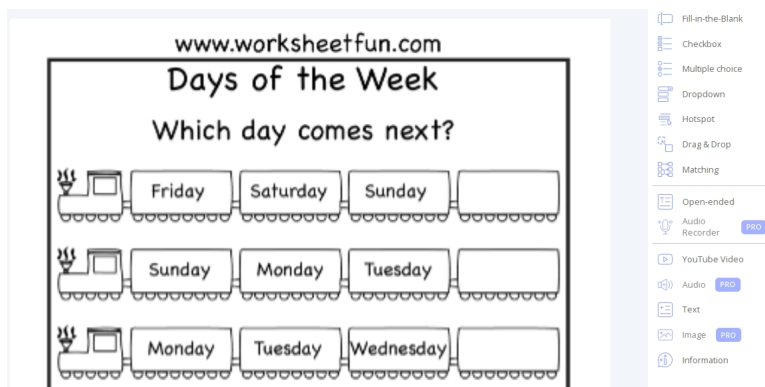 www.worksheetfun.com
Days of the Week
Which day comes next?
Friday Saturday Sunday
Sunday Monday Tuesday
Monday Tuesday Wednesday
Fill-in-the-Blank
Checkbox
Multiple choice
Dropdown
Hotspot
Drag & Drop
Matching
Open-ended
Audio
Recorder PRO
YouTube Video
Audio PRO
Text
Image PRO
Information